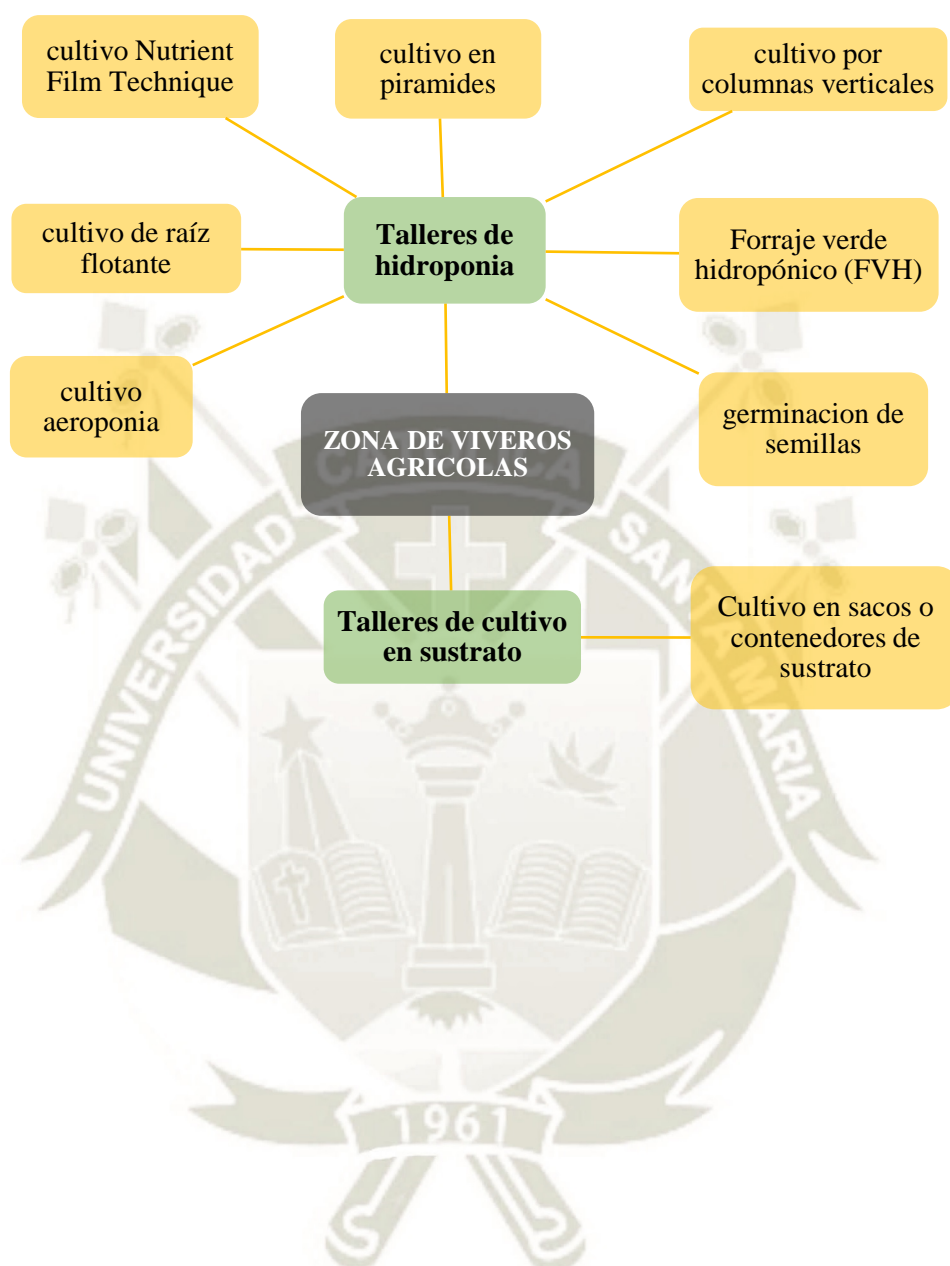 cultivo Nutrient
Film Technique
cultivo en
piramides
cultivo por
columnas verticales
cultivo de raíz
flotante
Talleres de
hidroponia
Forraje verde
hidropónico (FVH)
cultivo
aeroponia
ZONA DE VIVEROS
AGRICOLAS
germinacion de
semillas
Talleres de cultivo
en sustrato
Cultivo en sacos o
contenedores de
sustrato
UNIVERSIDAD
CATOLICA
SANTA MARIA
1961